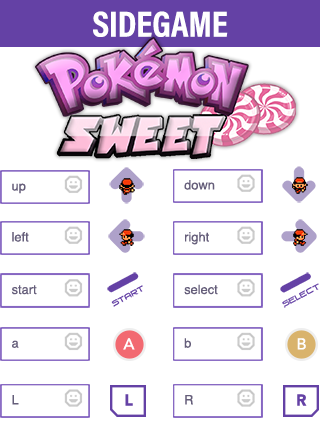 SIDEGAME
POKéMON
SWEET
up down
left right
start START select SELECT
a A b B
L L R R